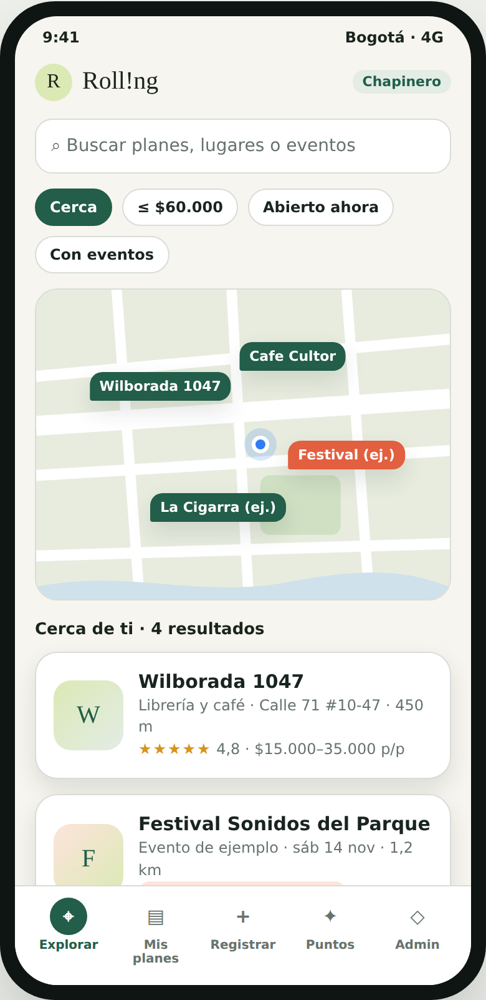 9:41
Bogotá · 4G
R
Roll!ng
Chapinero
⌕ Buscar planes, lugares o eventos
Cerca
≤ $60.000
Abierto ahora
Con eventos
Cafe Cultor
Wilborada 1047
Festival (ej.)
La Cigarra (ej.)
Cerca de ti · 4 resultados
W
Wilborada 1047
Librería y café · Calle 71 #10-47 · 450
m
★★★★★ 4,8 · $15.000–35.000 p/p
F
Festival Sonidos del Parque
Evento de ejemplo · sáb 14 nov · 1,2
km
Explorar
Mis
planes
Registrar
Puntos
Admin